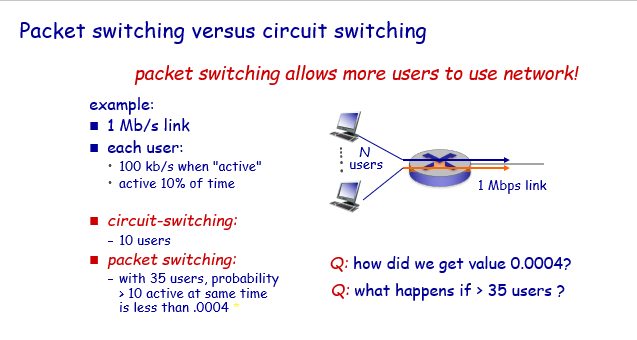 Packet switching versus circuit switching
packet switching allows more users to use network!
example:
1 Mb/s link
each user:
• 100 kb/s when "active"
• active 10% of time
circuit-switching:
– 10 users
packet switching:
– with 35 users, probability
> 10 active at same time
is less than .0004 *
N
users
1 Mbps link
Q: how did we get value 0.0004?
Q: what happens if > 35 users ?